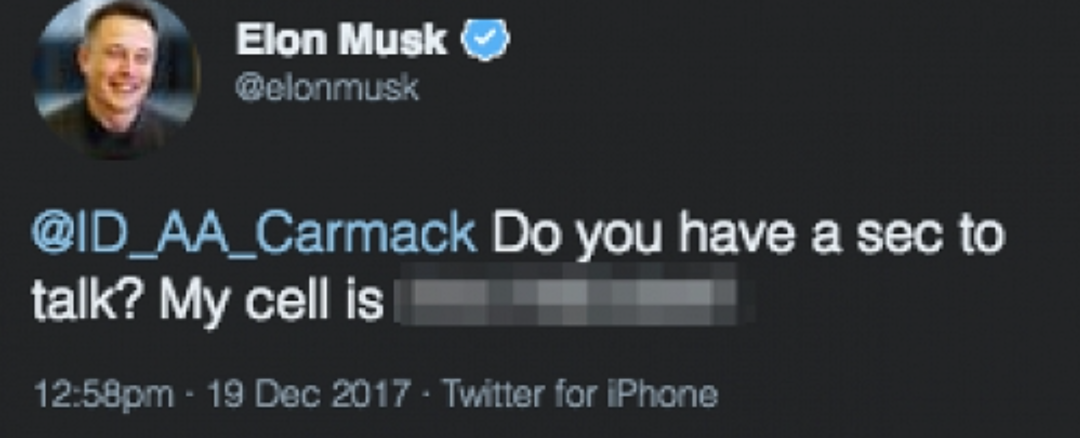 Elon Musk
@elonmusk
@ID_AA_Carmack Do you have a sec to
talk? My cell is
12:58pm · 19 Dec 2017 · Twitter for iPhone